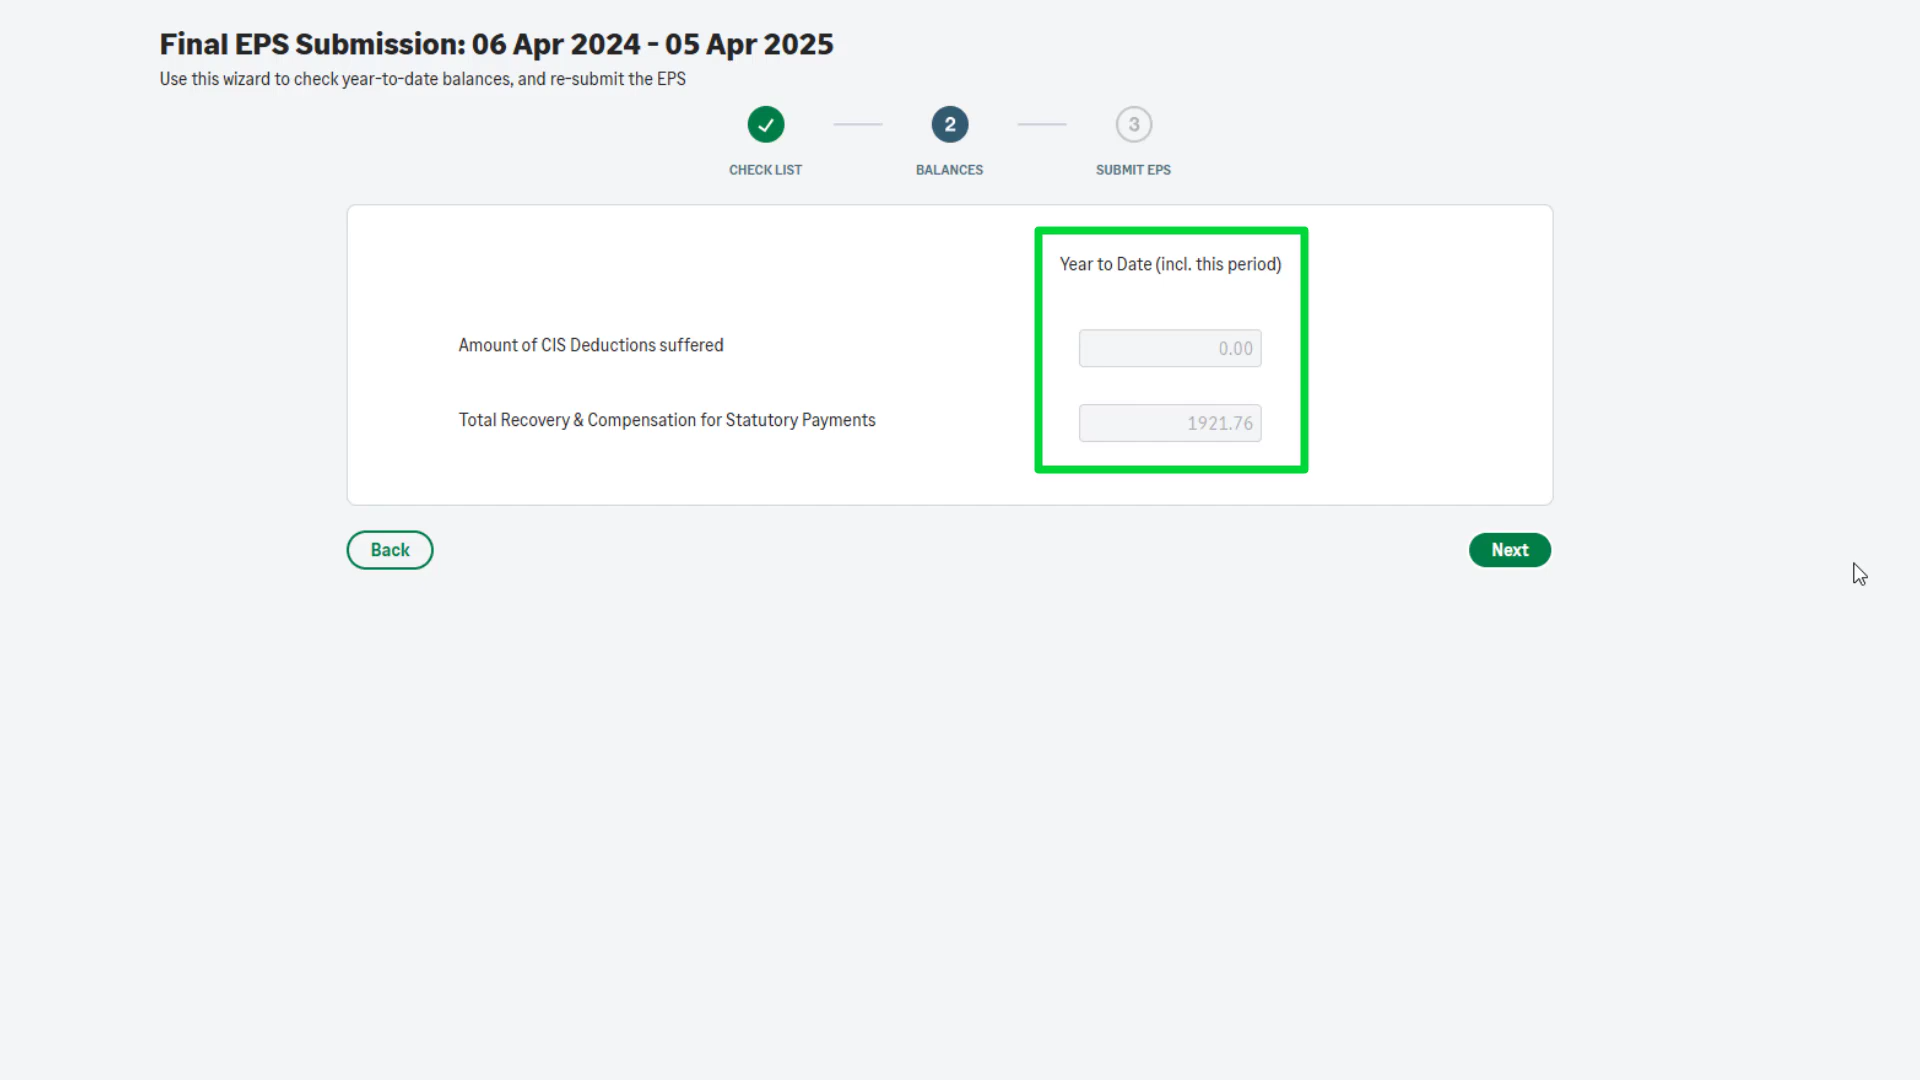 Final EPS Submission: 06 Apr 2024 - 05 Apr 2025
Use this wizard to check year-to-date balances, and re-submit the EPS
2
3
CHECK LIST
BALANCES
SUBMIT EPS
Year to Date (incl. this period)
Amount of CIS Deductions suffered
0.00
Total Recovery & Compensation for Statutory Payments
1921.76
Back
Next